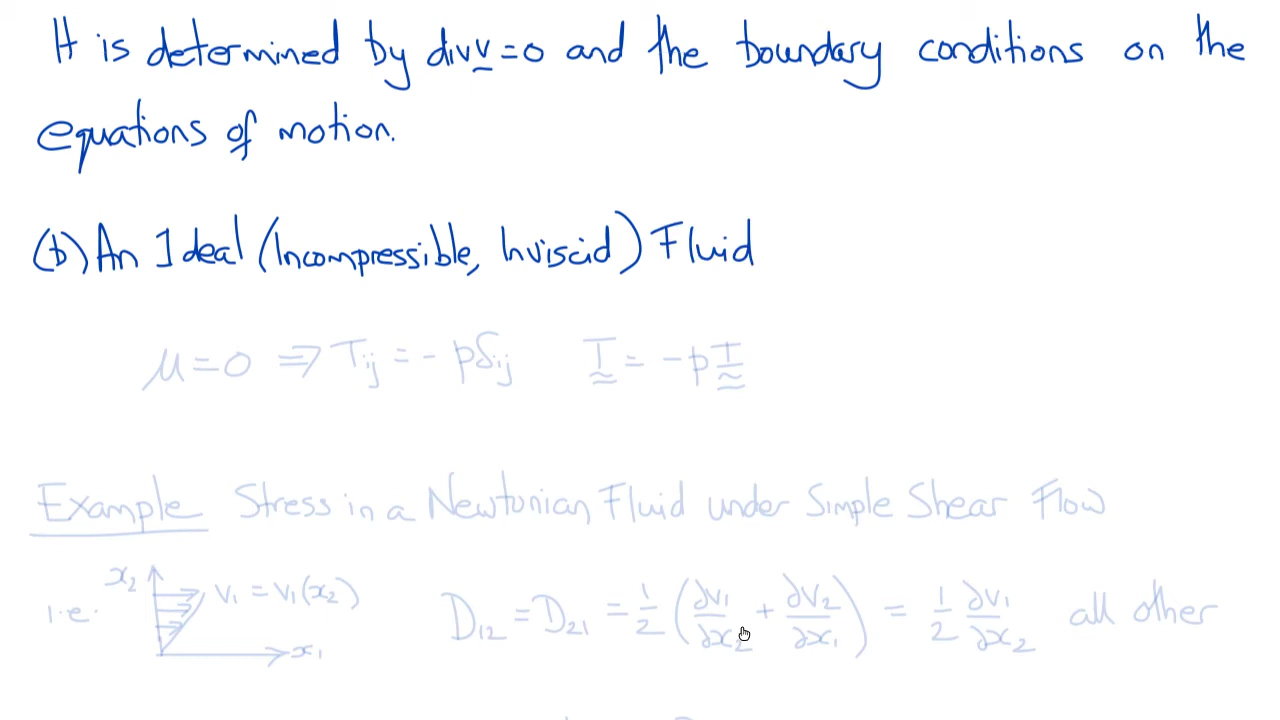 It is determined by div v̰ = 0 and the boundary conditions on the
equations of motion.
(b) An Ideal (Incompressible, Inviscid) Fluid
μ = 0 ⇒ Tij = - pδij    T = - p I
Example Stress in a Newtonian Fluid under Simple Shear Flow
i.e. x2 v1 = v1(x2) x1 D12 = D21 = 1/2 (∂v1/∂x2 + ∂v2/∂x1) = 1/2 ∂v1/∂x2 all other